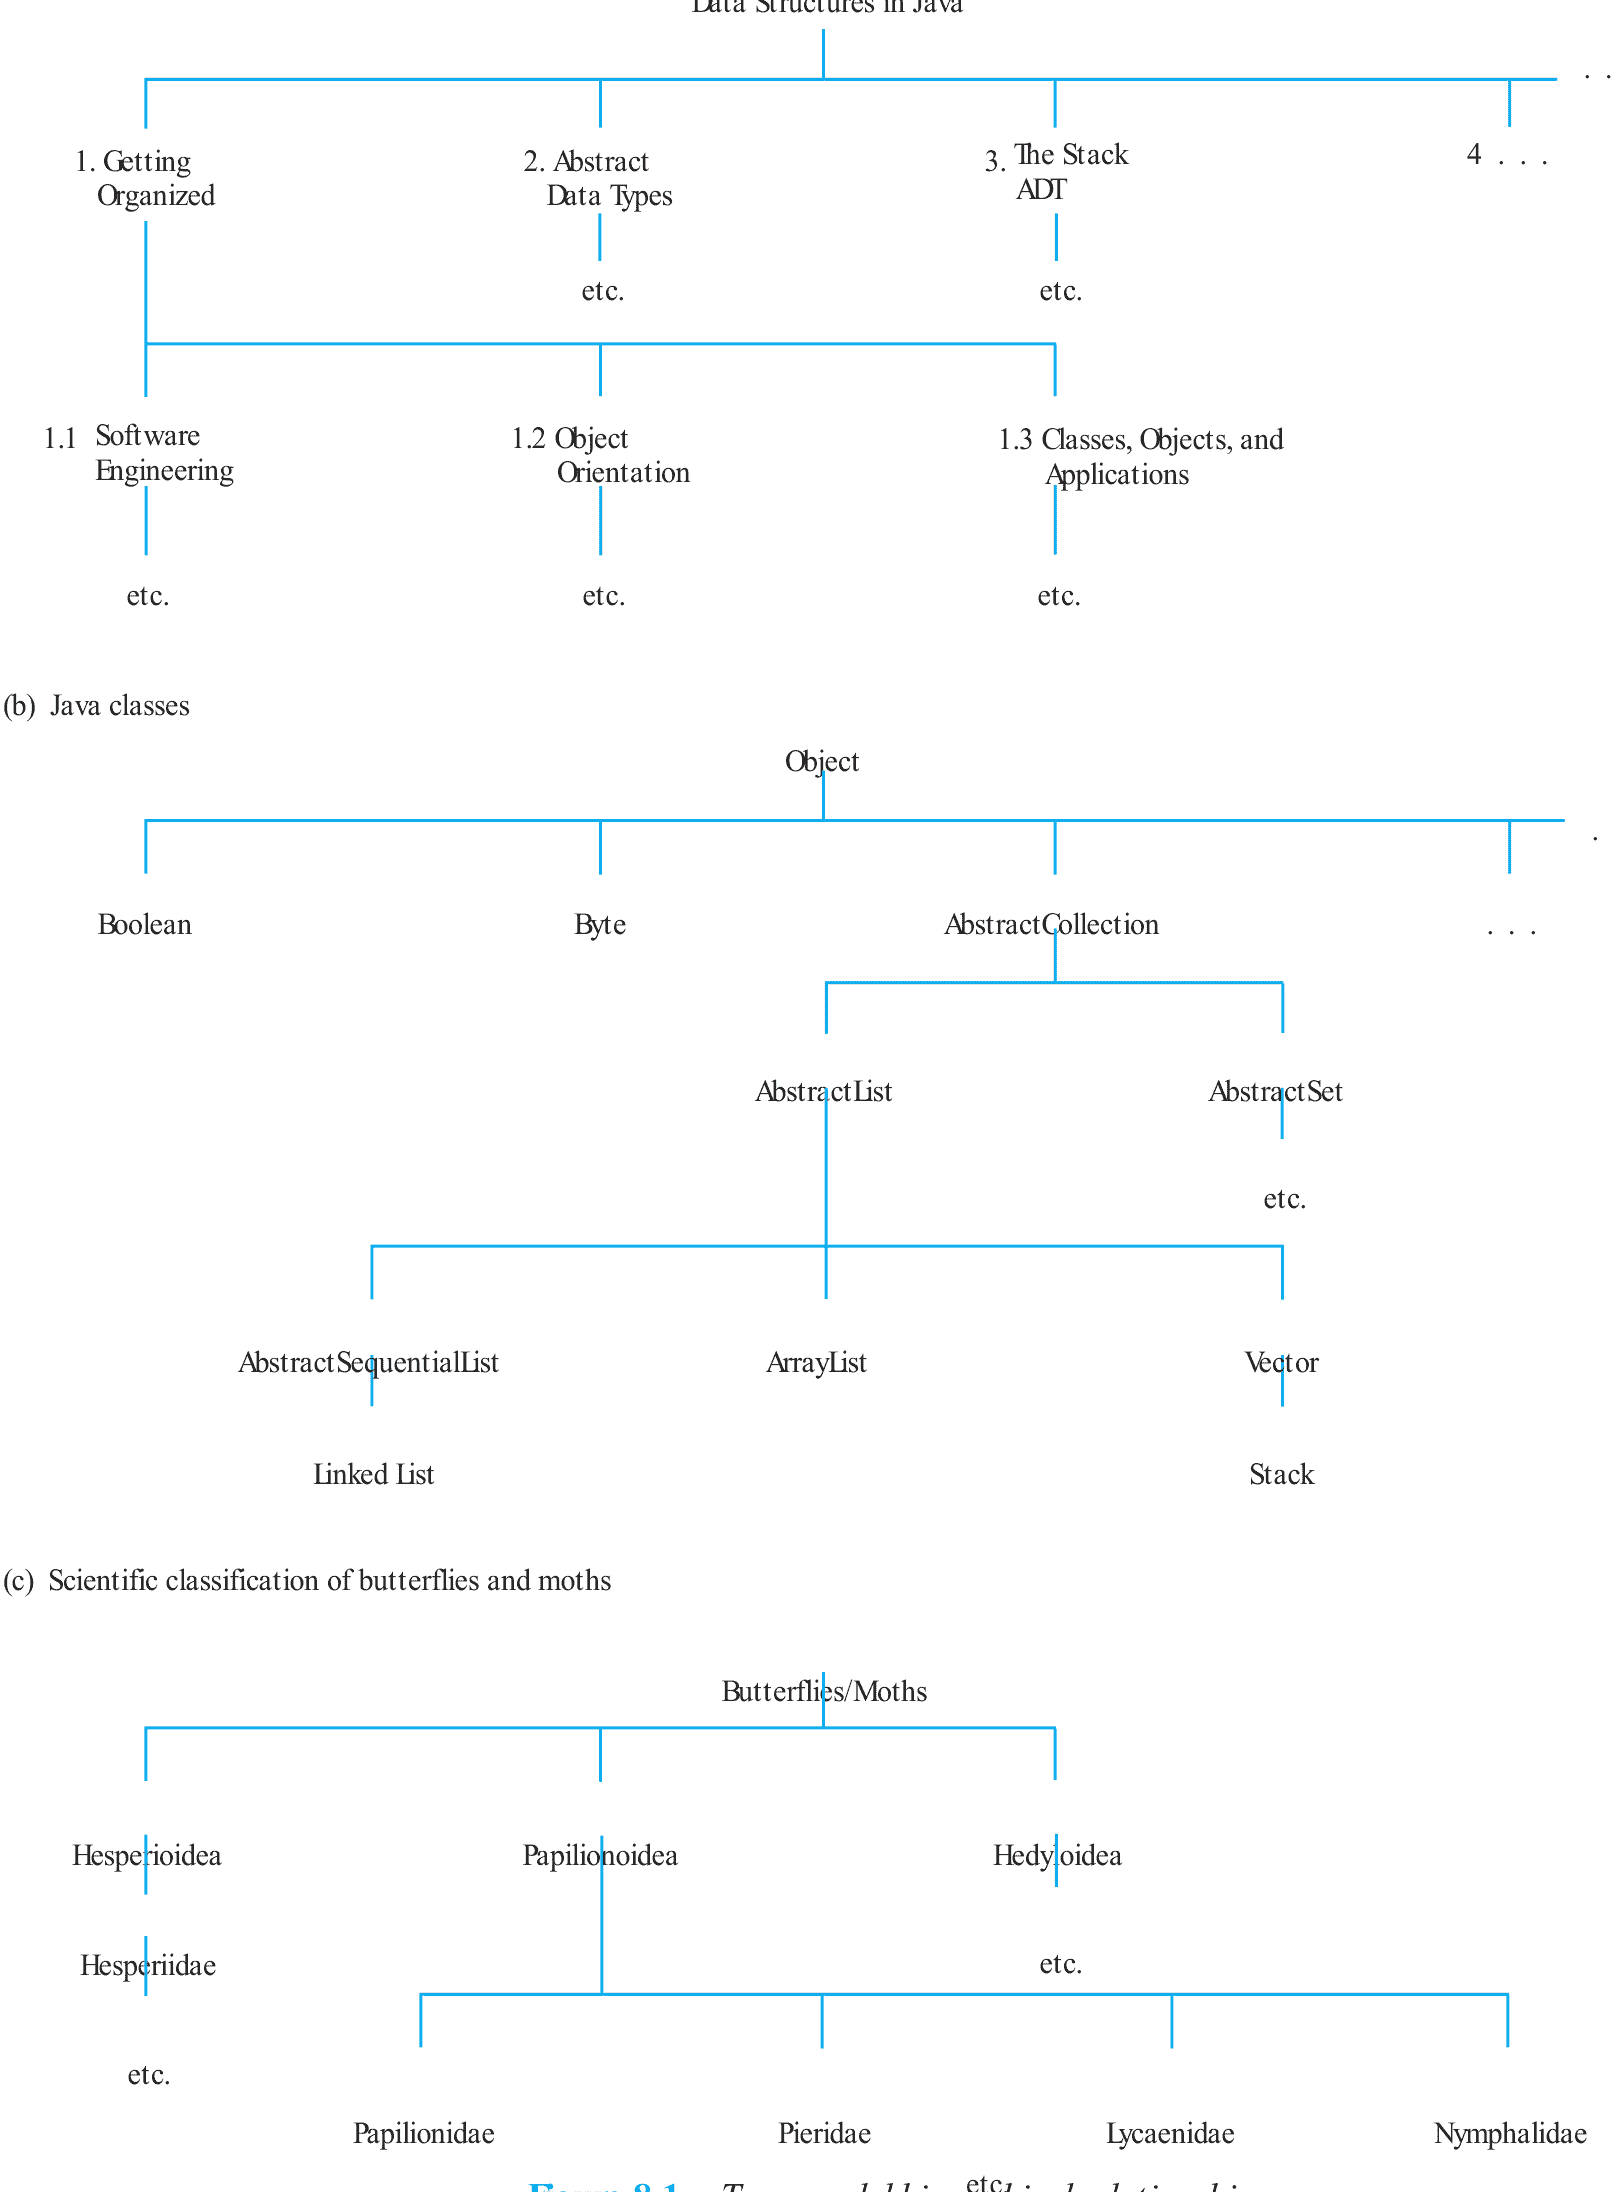 Data Structures in Java
. .
1. Getting
Organized
2. Abstract
Data Types
3. The Stack
ADT
4 . . .
etc.
etc.
1.1 Software
Engineering
1.2 Object
Orientation
1.3 Classes, Objects, and
Applications
etc.
etc.
etc.
(b) Java classes
Object
.
Boolean
Byte
AbstractCollection
. . .
AbstractList
AbstractSet
etc.
AbstractSequentialList
ArrayList
Vector
Linked List
Stack
(c) Scientific classification of butterflies and moths
Butterflies/Moths
Hesperioidea
Papilionoidea
Hedyloidea
Hesperiidae
etc.
etc.
Papilionidae
Pieridae
Lycaenidae
Nymphalidae
etc.